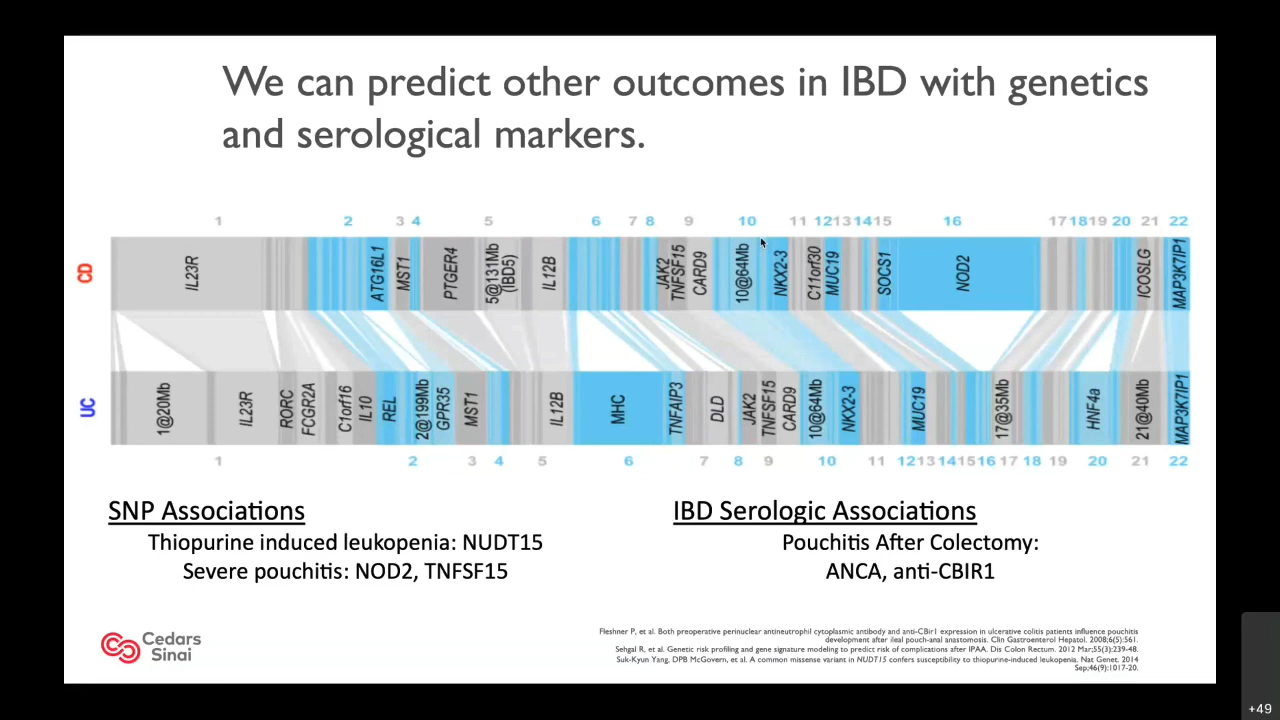 We can predict other outcomes in IBD with genetics
and serological markers.
1 2 3 4 5 6 7 8 9 10 11 12 13 14 15 16 17 18 19 20 21 22
CD
IL23R ATG16L1 MST1 PTGER4 5@131Mb (IBD5) IL12B JAK2 TNFSF15 CARD9 10@64Mb NKX2-3 C11orf30 MUC19 SOCS1 NOD2 ICOSLG MAP3K7IP1
UC
1@20Mb IL23R RORC FCGR2A C1orf16 IL10 REL 2@199Mb GPR35 MST1 IL12B MHC TNFAIP3 DLD JAK2 TNFSF15 CARD9 10@64Mb NKX2-3 MUC19 17@35Mb HNF4a 21@40Mb MAP3K7IP1
1 2 3 4 5 6 7 8 9 10 11 12 13 14 15 16 17 18 19 20 21 22
SNP Associations
Thiopurine induced leukopenia: NUDT15
Severe pouchitis: NOD2, TNFSF15
IBD Serologic Associations
Pouchitis After Colectomy:
ANCA, anti-CBIR1
Cedars
Sinai
Fleshner P, et al. Both preoperative perinuclear antineutrophil cytoplasmic antibody and anti-CBir1 expression in ulcerative colitis patients influence pouchitis
development after ileal pouch-anal anastomosis. Clin Gastroenterol Hepatol. 2008;6(5):561.
Sehgal R, et al. Genetic risk profiling and gene signature modeling to predict risk of complications after IPAA. Dis Colon Rectum. 2012 Mar;55(3):239-48.
Suk-Kyun Yang, DPB McGovern, et al. A common missense variant in NUDT15 confers susceptibility to thiopurine-induced leukopenia. Nat Genet. 2014
Sep;46(9):1017-20.
+49